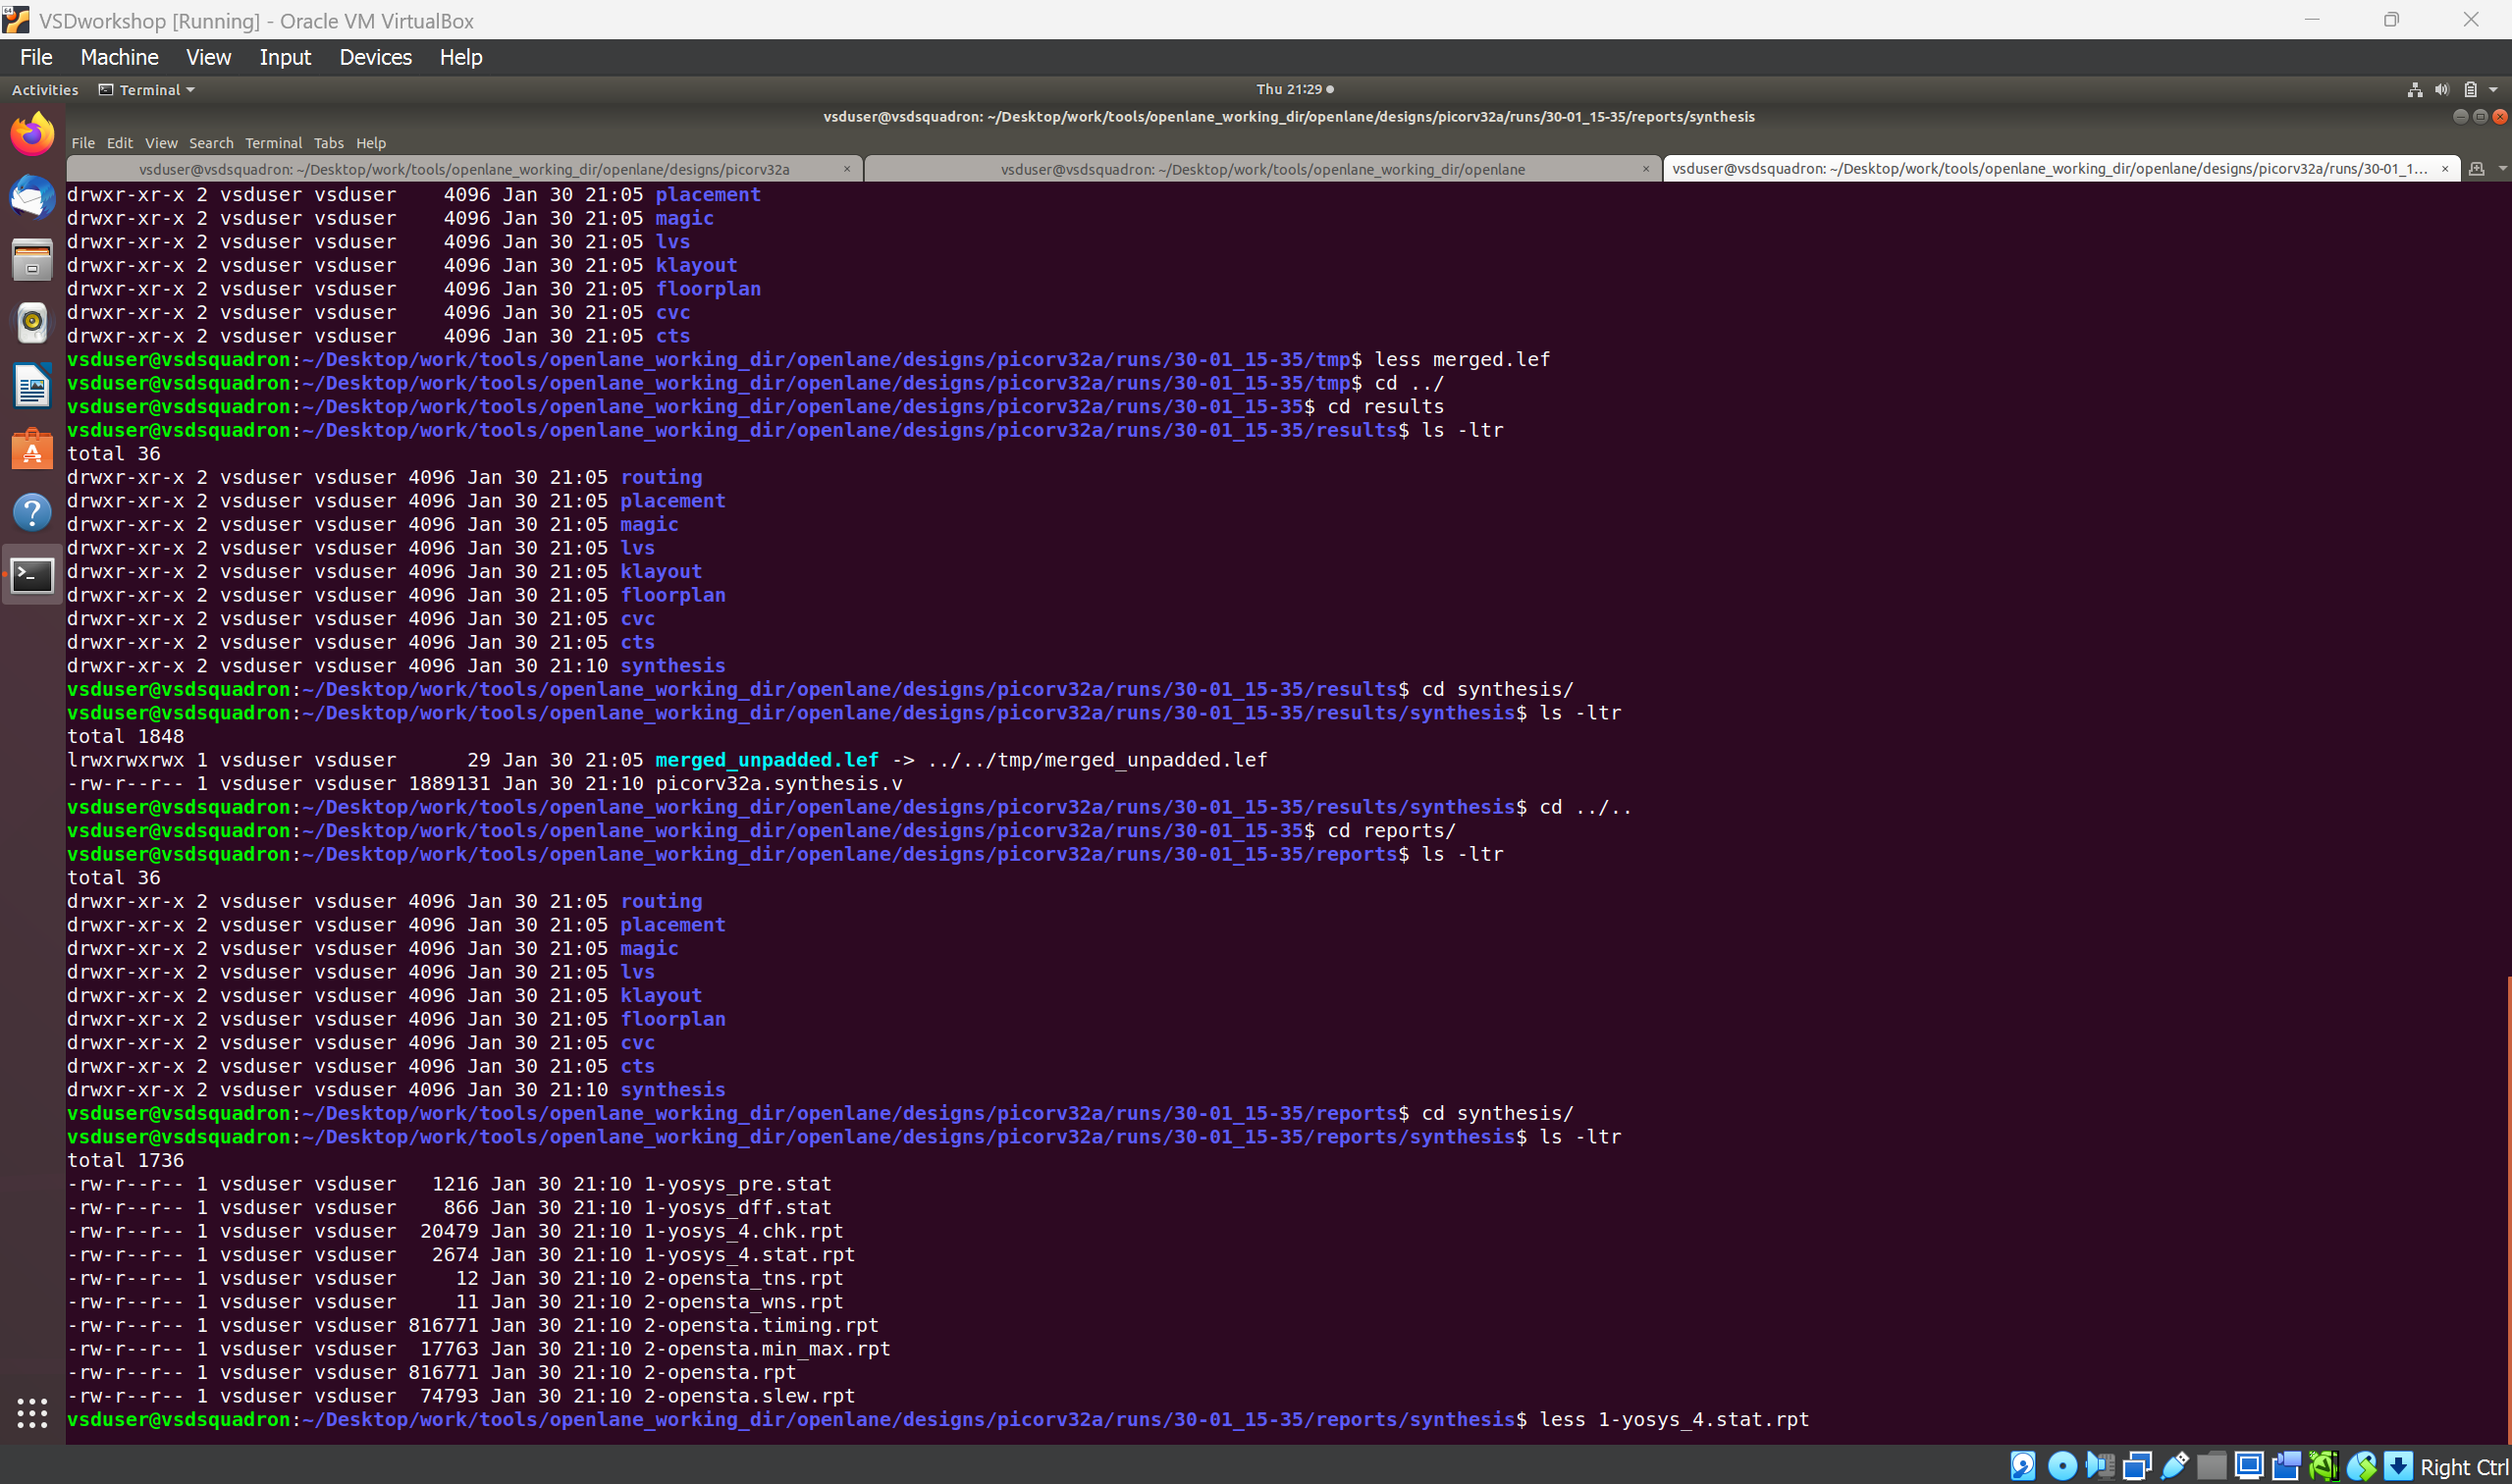 VSDworkshop [Running] - Oracle VM VirtualBox
File Machine View Input Devices Help
Activities Terminal Thu 21:29
vsduser@vsdsquadron: ~/Desktop/work/tools/openlane_working_dir/openlane/designs/picorv32a/runs/30-01_15-35/reports/synthesis
File Edit View Search Terminal Tabs Help
vsduser@vsdsquadron: ~/Desktop/work/tools/openlane_working_dir/openlane/designs/picorv32a × vsduser@vsdsquadron: ~/Desktop/work/tools/openlane_working_dir/openlane × vsduser@vsdsquadron: ~/Desktop/work/tools/openlane_working_dir/openlane/designs/picorv32a/runs/30-01_1... ×
drwxr-xr-x 2 vsduser vsduser    4096 Jan 30 21:05 placement
drwxr-xr-x 2 vsduser vsduser    4096 Jan 30 21:05 magic
drwxr-xr-x 2 vsduser vsduser    4096 Jan 30 21:05 lvs
drwxr-xr-x 2 vsduser vsduser    4096 Jan 30 21:05 klayout
drwxr-xr-x 2 vsduser vsduser    4096 Jan 30 21:05 floorplan
drwxr-xr-x 2 vsduser vsduser    4096 Jan 30 21:05 cvc
drwxr-xr-x 2 vsduser vsduser    4096 Jan 30 21:05 cts
vsduser@vsdsquadron:~/Desktop/work/tools/openlane_working_dir/openlane/designs/picorv32a/runs/30-01_15-35/tmp$ less merged.lef
vsduser@vsdsquadron:~/Desktop/work/tools/openlane_working_dir/openlane/designs/picorv32a/runs/30-01_15-35/tmp$ cd ../
vsduser@vsdsquadron:~/Desktop/work/tools/openlane_working_dir/openlane/designs/picorv32a/runs/30-01_15-35$ cd results
vsduser@vsdsquadron:~/Desktop/work/tools/openlane_working_dir/openlane/designs/picorv32a/runs/30-01_15-35/results$ ls -ltr
total 36
drwxr-xr-x 2 vsduser vsduser 4096 Jan 30 21:05 routing
drwxr-xr-x 2 vsduser vsduser 4096 Jan 30 21:05 placement
drwxr-xr-x 2 vsduser vsduser 4096 Jan 30 21:05 magic
drwxr-xr-x 2 vsduser vsduser 4096 Jan 30 21:05 lvs
drwxr-xr-x 2 vsduser vsduser 4096 Jan 30 21:05 klayout
drwxr-xr-x 2 vsduser vsduser 4096 Jan 30 21:05 floorplan
drwxr-xr-x 2 vsduser vsduser 4096 Jan 30 21:05 cvc
drwxr-xr-x 2 vsduser vsduser 4096 Jan 30 21:05 cts
drwxr-xr-x 2 vsduser vsduser 4096 Jan 30 21:10 synthesis
vsduser@vsdsquadron:~/Desktop/work/tools/openlane_working_dir/openlane/designs/picorv32a/runs/30-01_15-35/results$ cd synthesis/
vsduser@vsdsquadron:~/Desktop/work/tools/openlane_working_dir/openlane/designs/picorv32a/runs/30-01_15-35/results/synthesis$ ls -ltr
total 1848
lrwxrwxrwx 1 vsduser vsduser      29 Jan 30 21:05 merged_unpadded.lef -> ../../tmp/merged_unpadded.lef
-rw-r--r-- 1 vsduser vsduser 1889131 Jan 30 21:10 picorv32a.synthesis.v
vsduser@vsdsquadron:~/Desktop/work/tools/openlane_working_dir/openlane/designs/picorv32a/runs/30-01_15-35/results/synthesis$ cd ../..
vsduser@vsdsquadron:~/Desktop/work/tools/openlane_working_dir/openlane/designs/picorv32a/runs/30-01_15-35$ cd reports/
vsduser@vsdsquadron:~/Desktop/work/tools/openlane_working_dir/openlane/designs/picorv32a/runs/30-01_15-35/reports$ ls -ltr
total 36
drwxr-xr-x 2 vsduser vsduser 4096 Jan 30 21:05 routing
drwxr-xr-x 2 vsduser vsduser 4096 Jan 30 21:05 placement
drwxr-xr-x 2 vsduser vsduser 4096 Jan 30 21:05 magic
drwxr-xr-x 2 vsduser vsduser 4096 Jan 30 21:05 lvs
drwxr-xr-x 2 vsduser vsduser 4096 Jan 30 21:05 klayout
drwxr-xr-x 2 vsduser vsduser 4096 Jan 30 21:05 floorplan
drwxr-xr-x 2 vsduser vsduser 4096 Jan 30 21:05 cvc
drwxr-xr-x 2 vsduser vsduser 4096 Jan 30 21:05 cts
drwxr-xr-x 2 vsduser vsduser 4096 Jan 30 21:10 synthesis
vsduser@vsdsquadron:~/Desktop/work/tools/openlane_working_dir/openlane/designs/picorv32a/runs/30-01_15-35/reports$ cd synthesis/
vsduser@vsdsquadron:~/Desktop/work/tools/openlane_working_dir/openlane/designs/picorv32a/runs/30-01_15-35/reports/synthesis$ ls -ltr
total 1736
-rw-r--r-- 1 vsduser vsduser   1216 Jan 30 21:10 1-yosys_pre.stat
-rw-r--r-- 1 vsduser vsduser    866 Jan 30 21:10 1-yosys_dff.stat
-rw-r--r-- 1 vsduser vsduser  20479 Jan 30 21:10 1-yosys_4.chk.rpt
-rw-r--r-- 1 vsduser vsduser   2674 Jan 30 21:10 1-yosys_4.stat.rpt
-rw-r--r-- 1 vsduser vsduser     12 Jan 30 21:10 2-opensta_tns.rpt
-rw-r--r-- 1 vsduser vsduser     11 Jan 30 21:10 2-opensta_wns.rpt
-rw-r--r-- 1 vsduser vsduser 816771 Jan 30 21:10 2-opensta.timing.rpt
-rw-r--r-- 1 vsduser vsduser  17763 Jan 30 21:10 2-opensta.min_max.rpt
-rw-r--r-- 1 vsduser vsduser 816771 Jan 30 21:10 2-opensta.rpt
-rw-r--r-- 1 vsduser vsduser  74793 Jan 30 21:10 2-opensta.slew.rpt
vsduser@vsdsquadron:~/Desktop/work/tools/openlane_working_dir/openlane/designs/picorv32a/runs/30-01_15-35/reports/synthesis$ less 1-yosys_4.stat.rpt
Right Ctrl